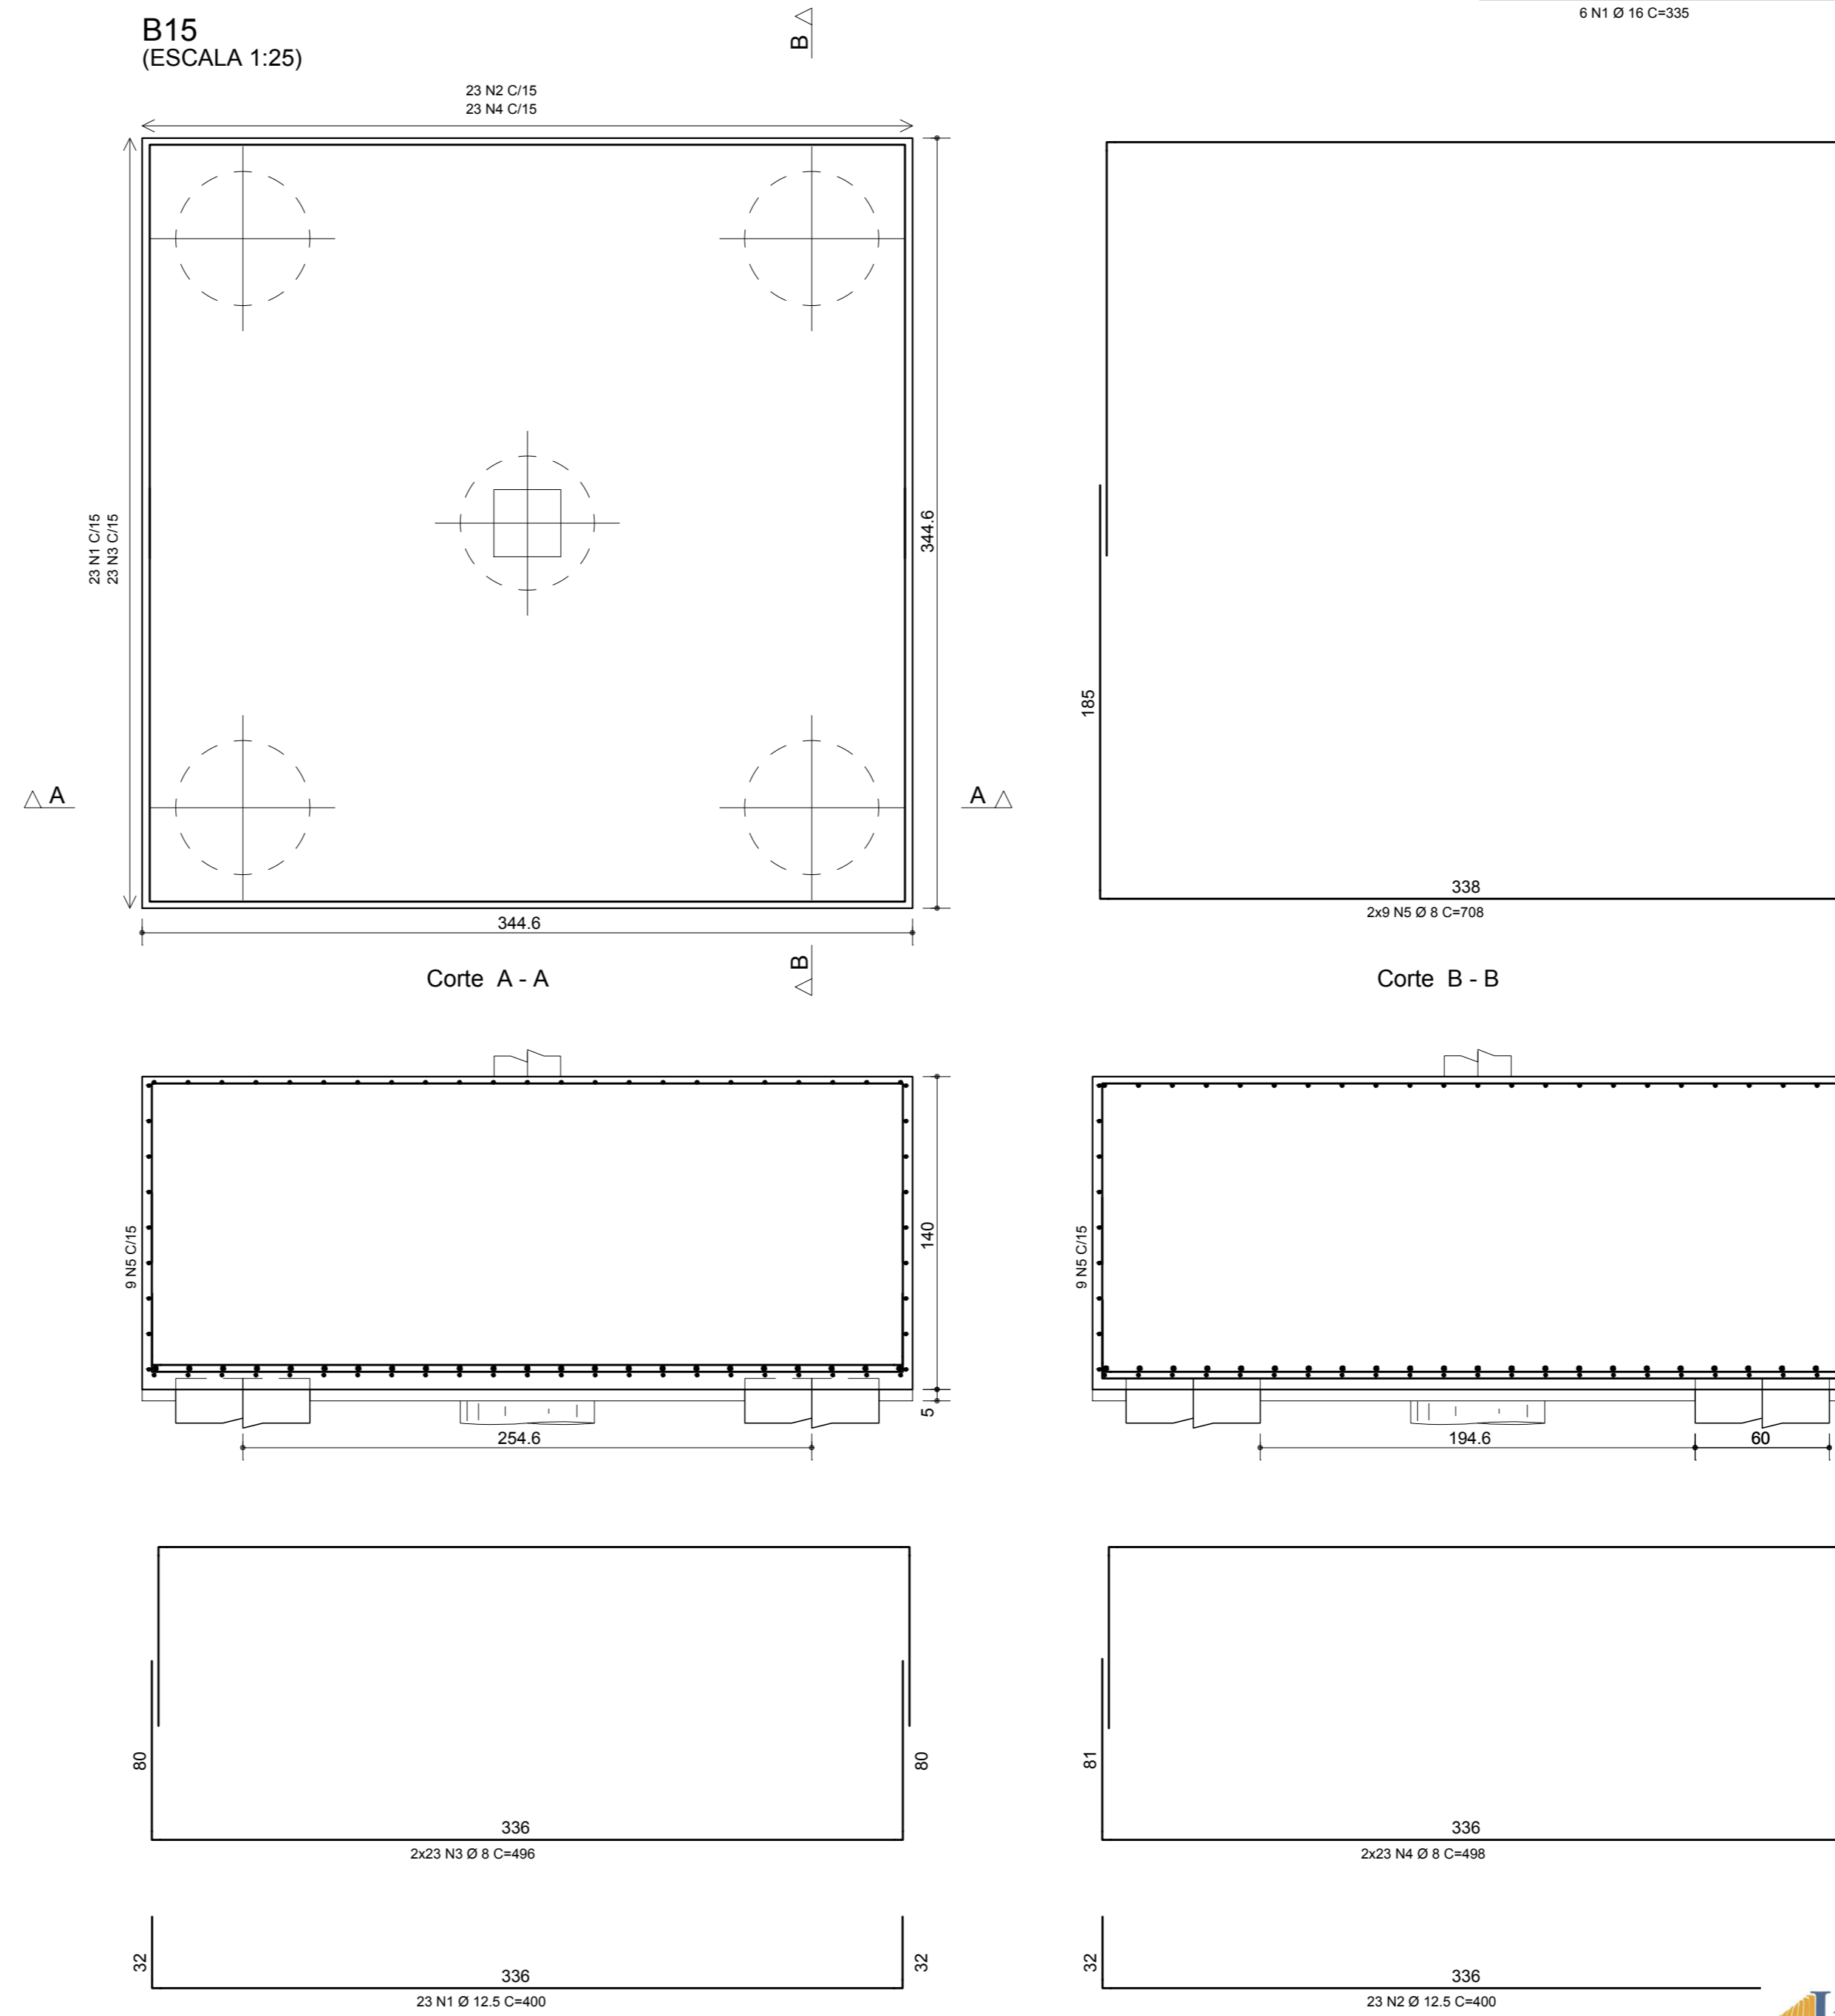 6 N1 Ø 16 C=335
B15
(ESCALA 1:25)
B
23 N2 C/15
23 N4 C/15
23 N1 C/15
23 N3 C/15
344.6
185
A
A
344.6
338
2x9 N5 Ø 8 C=708
B
Corte A - A
Corte B - B
9 N5 C/15
140
9 N5 C/15
5
254.6
194.6
60
80
80
81
336
2x23 N3 Ø 8 C=496
336
2x23 N4 Ø 8 C=498
32
32
32
336
23 N1 Ø 12.5 C=400
336
23 N2 Ø 12.5 C=400